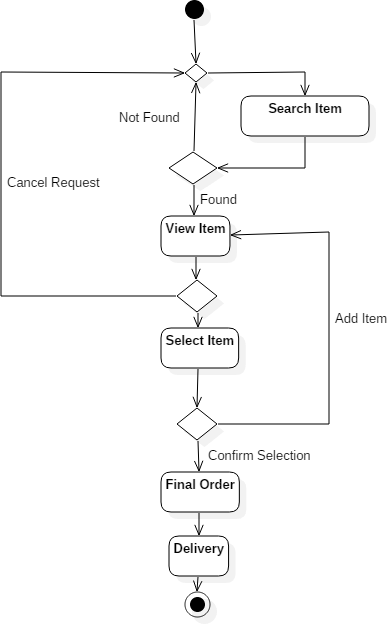 Search Item
Not Found
Cancel Request
Found
View Item
Add Item
Select Item
Confirm Selection
Final Order
Delivery